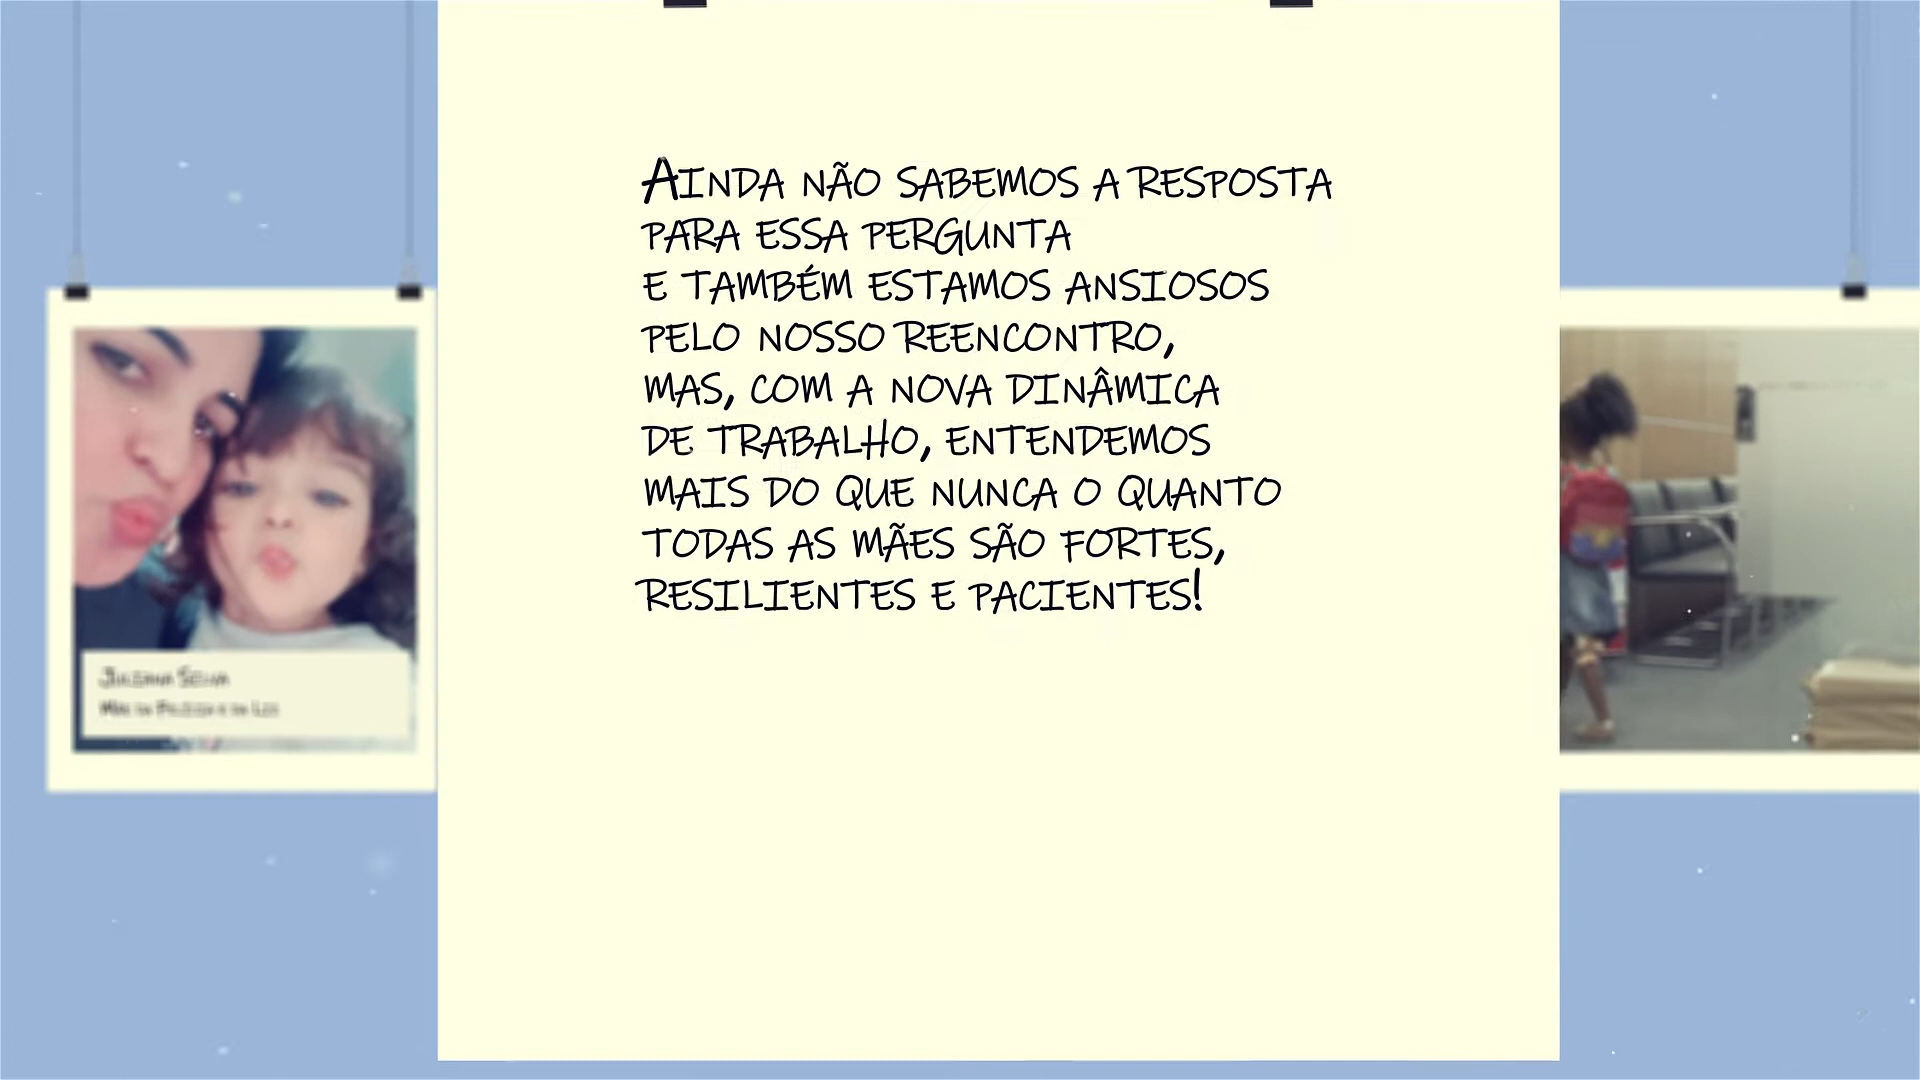 AINDA NÃO SABEMOS A RESPOSTA
PARA ESSA PERGUNTA
E TAMBÉM ESTAMOS ANSIOSOS
PELO NOSSO REENCONTRO,
MAS, COM A NOVA DINÂMICA
DE TRABALHO, ENTENDEMOS
MAIS DO QUE NUNCA O QUANTO
TODAS AS MÃES SÃO FORTES,
RESILIENTES E PACIENTES!